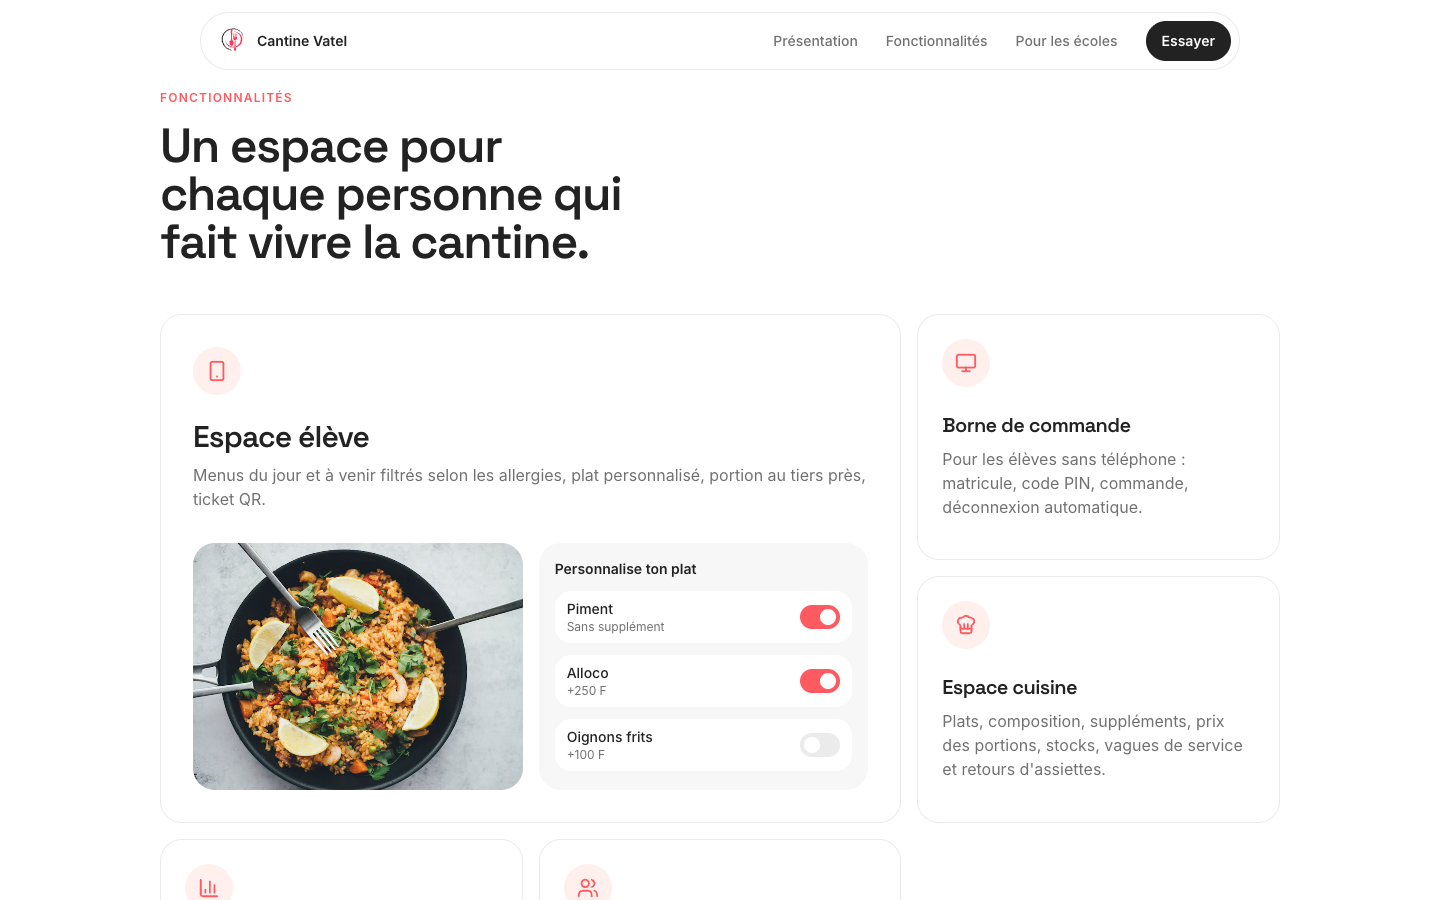 Cantine Vatel
Présentation
Fonctionnalités
Pour les écoles
Essayer
FONCTIONNALITÉS
Un espace pour
chaque personne qui
fait vivre la cantine.
Espace élève
Menus du jour et à venir filtrés selon les allergies, plat personnalisé, portion au tiers près,
ticket QR.
Personnalise ton plat
Piment
Sans supplément
Alloco
+250 F
Oignons frits
+100 F
Borne de commande
Pour les élèves sans téléphone :
matricule, code PIN, commande,
déconnexion automatique.
Espace cuisine
Plats, composition, suppléments, prix
des portions, stocks, vagues de service
et retours d'assiettes.